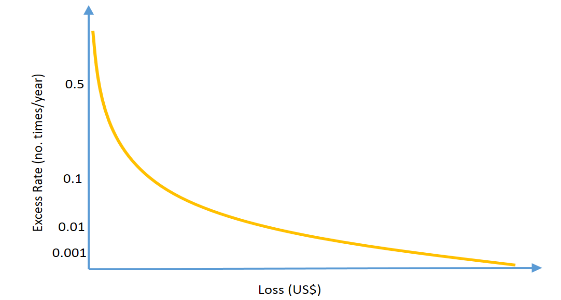 Excess Rate (no. times/year)
0.5
0.1
0.01
0.001
Loss (US$)